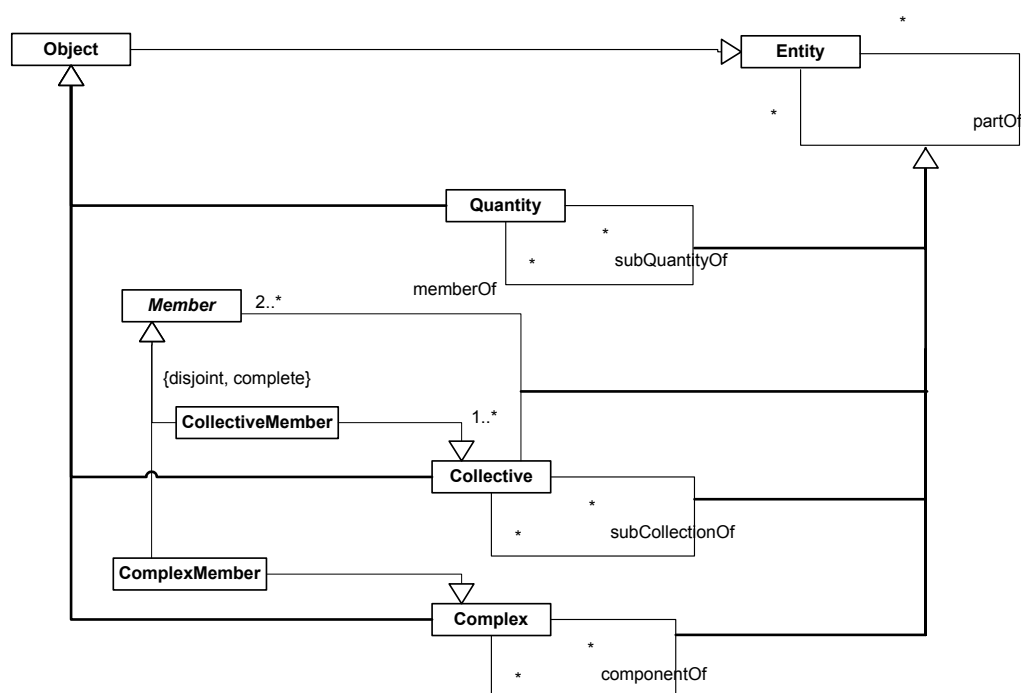 *
Object
Entity
*
partOf
Quantity
*
*
subQuantityOf
memberOf
Member
2..*
{disjoint, complete}
CollectiveMember
1..*
Collective
*
*
subCollectionOf
ComplexMember
Complex
*
*
componentOf